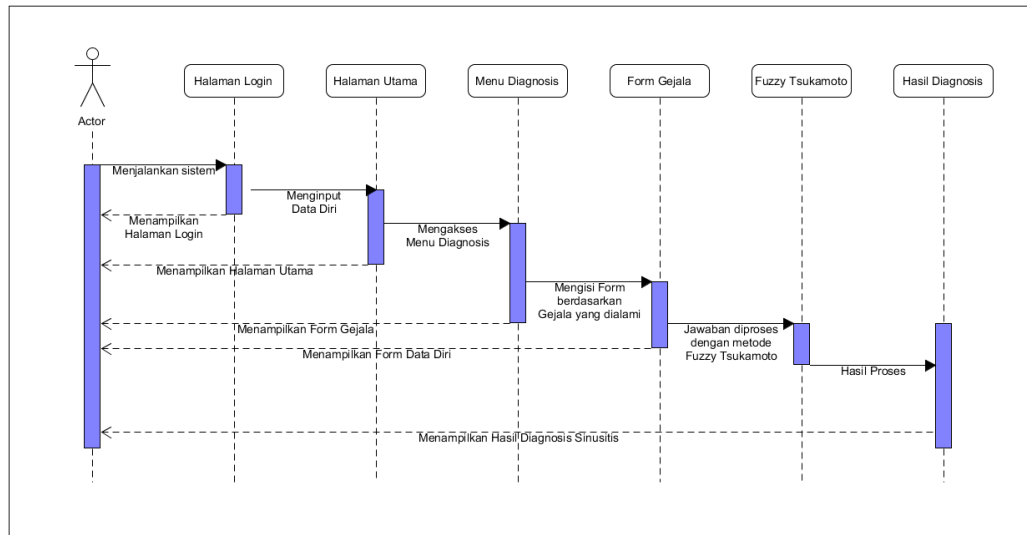 Halaman Login
Halaman Utama
Menu Diagnosis
Form Gejala
Fuzzy Tsukamoto
Hasil Diagnosis
Actor
Menjalankan sistem
Menginput
Data Diri
Menampilkan
Halaman Login
Mengakses
Menu Diagnosis
Menampilkan Halaman Utama
Mengisi Form
berdasarkan
Gejala yang dialami
Menampilkan Form Gejala
Jawaban diproses
dengan metode
Fuzzy Tsukamoto
Menampilkan Form Data Diri
Hasil Proses
Menampilkan Hasil Diagnosis Sinusitis